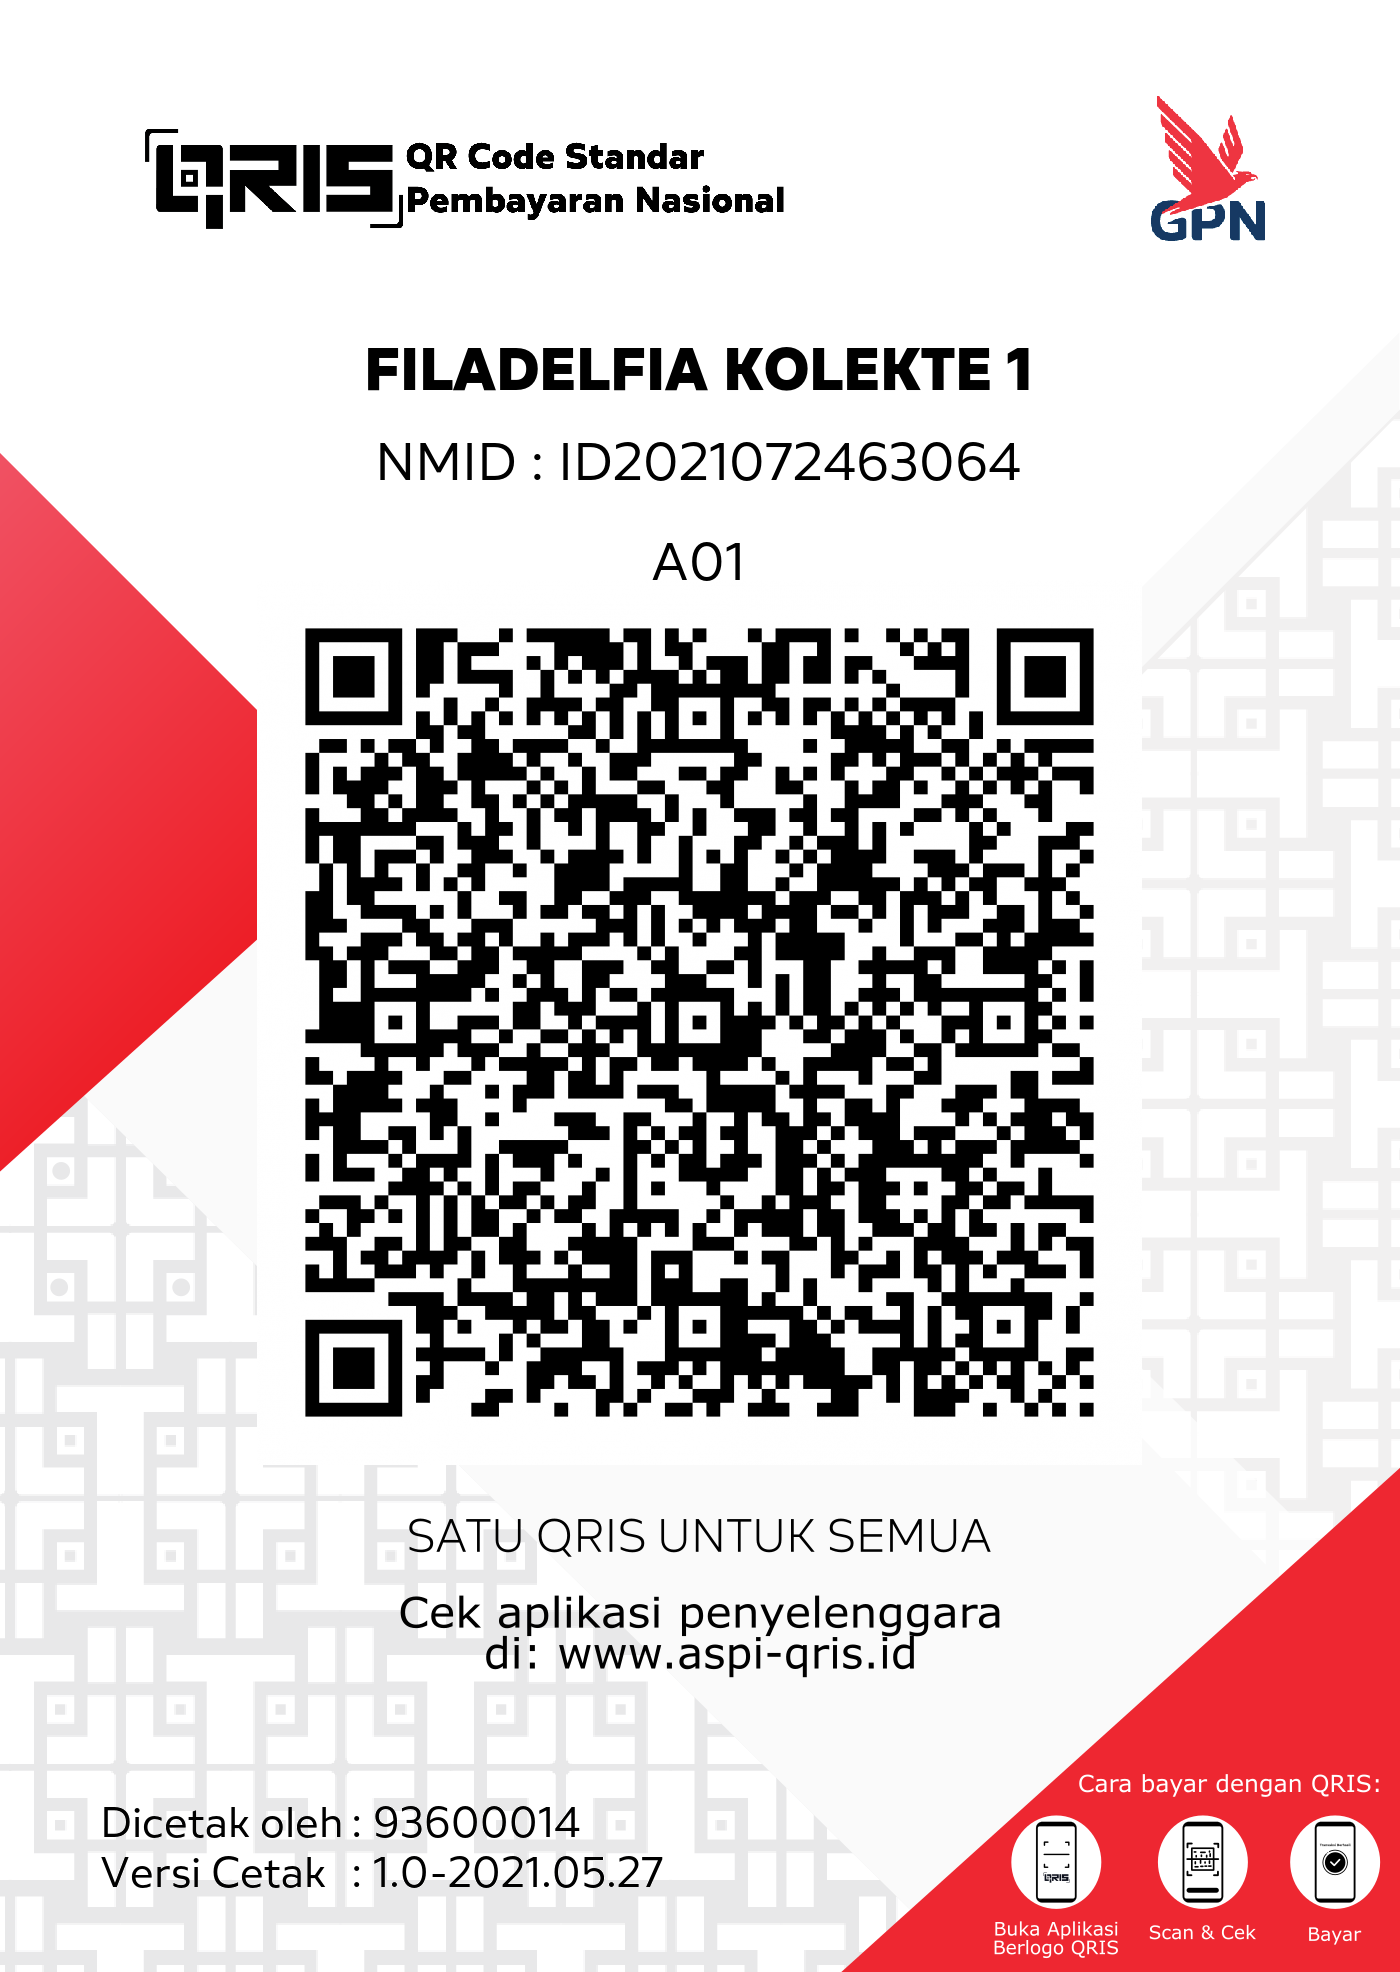 QRIS QR Code Standar
Pembayaran Nasional
GPN
FILADELFIA KOLEKTE 1
NMID : ID2021072463064
A01
SATU QRIS UNTUK SEMUA
Cek aplikasi penyelenggara
di: www.aspi-qris.id
Dicetak oleh : 93600014
Versi Cetak : 1.0-2021.05.27
Cara bayar dengan QRIS:
QRIS
Buka Aplikasi
Berlogo QRIS
Scan & Cek
Bayar